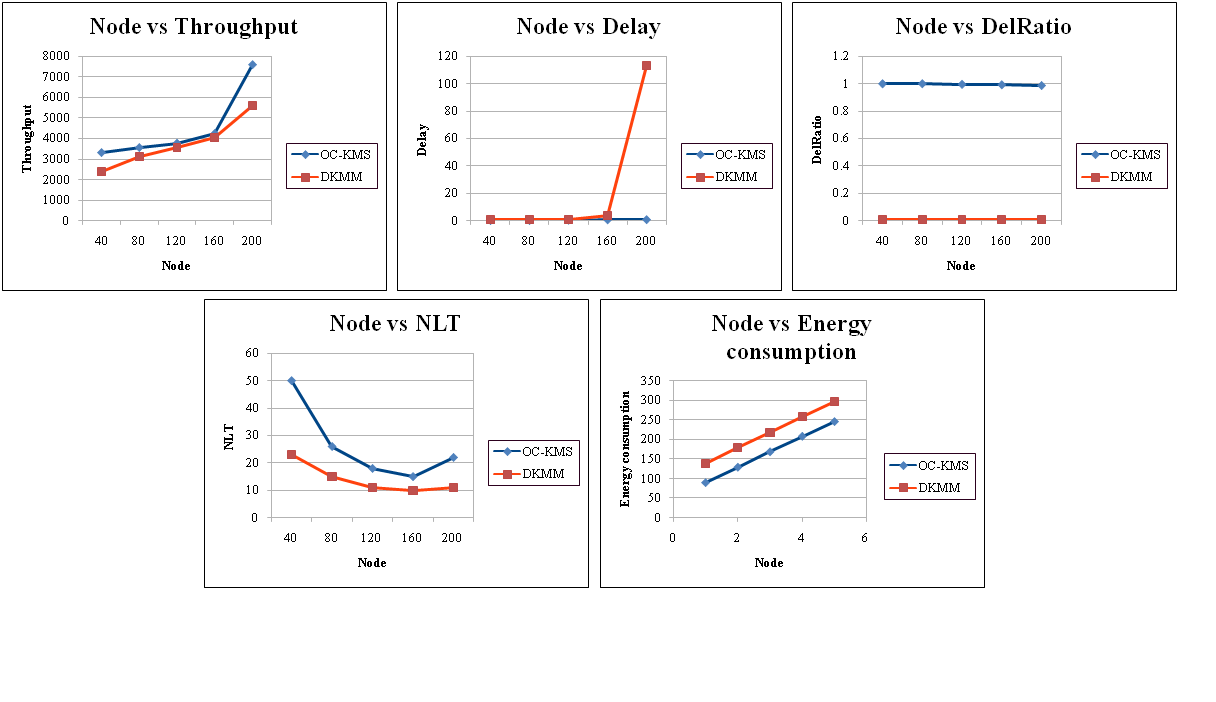 Node vs Throughput
8000
7000
6000
5000
4000
3000
2000
1000
0
Throughput
40 80 120 160 200
Node
OC-KMS
DKMM
Node vs Delay
120
100
80
60
40
20
0
Delay
40 80 120 160 200
Node
OC-KMS
DKMM
Node vs DelRatio
1.2
1
0.8
0.6
0.4
0.2
0
DelRatio
40 80 120 160 200
Node
OC-KMS
DKMM
Node vs NLT
60
50
40
30
20
10
0
NLT
40 80 120 160 200
Node
OC-KMS
DKMM
Node vs Energy
consumption
350
300
250
200
150
100
50
0
Energy consumption
0 2 4 6
Node
OC-KMS
DKMM